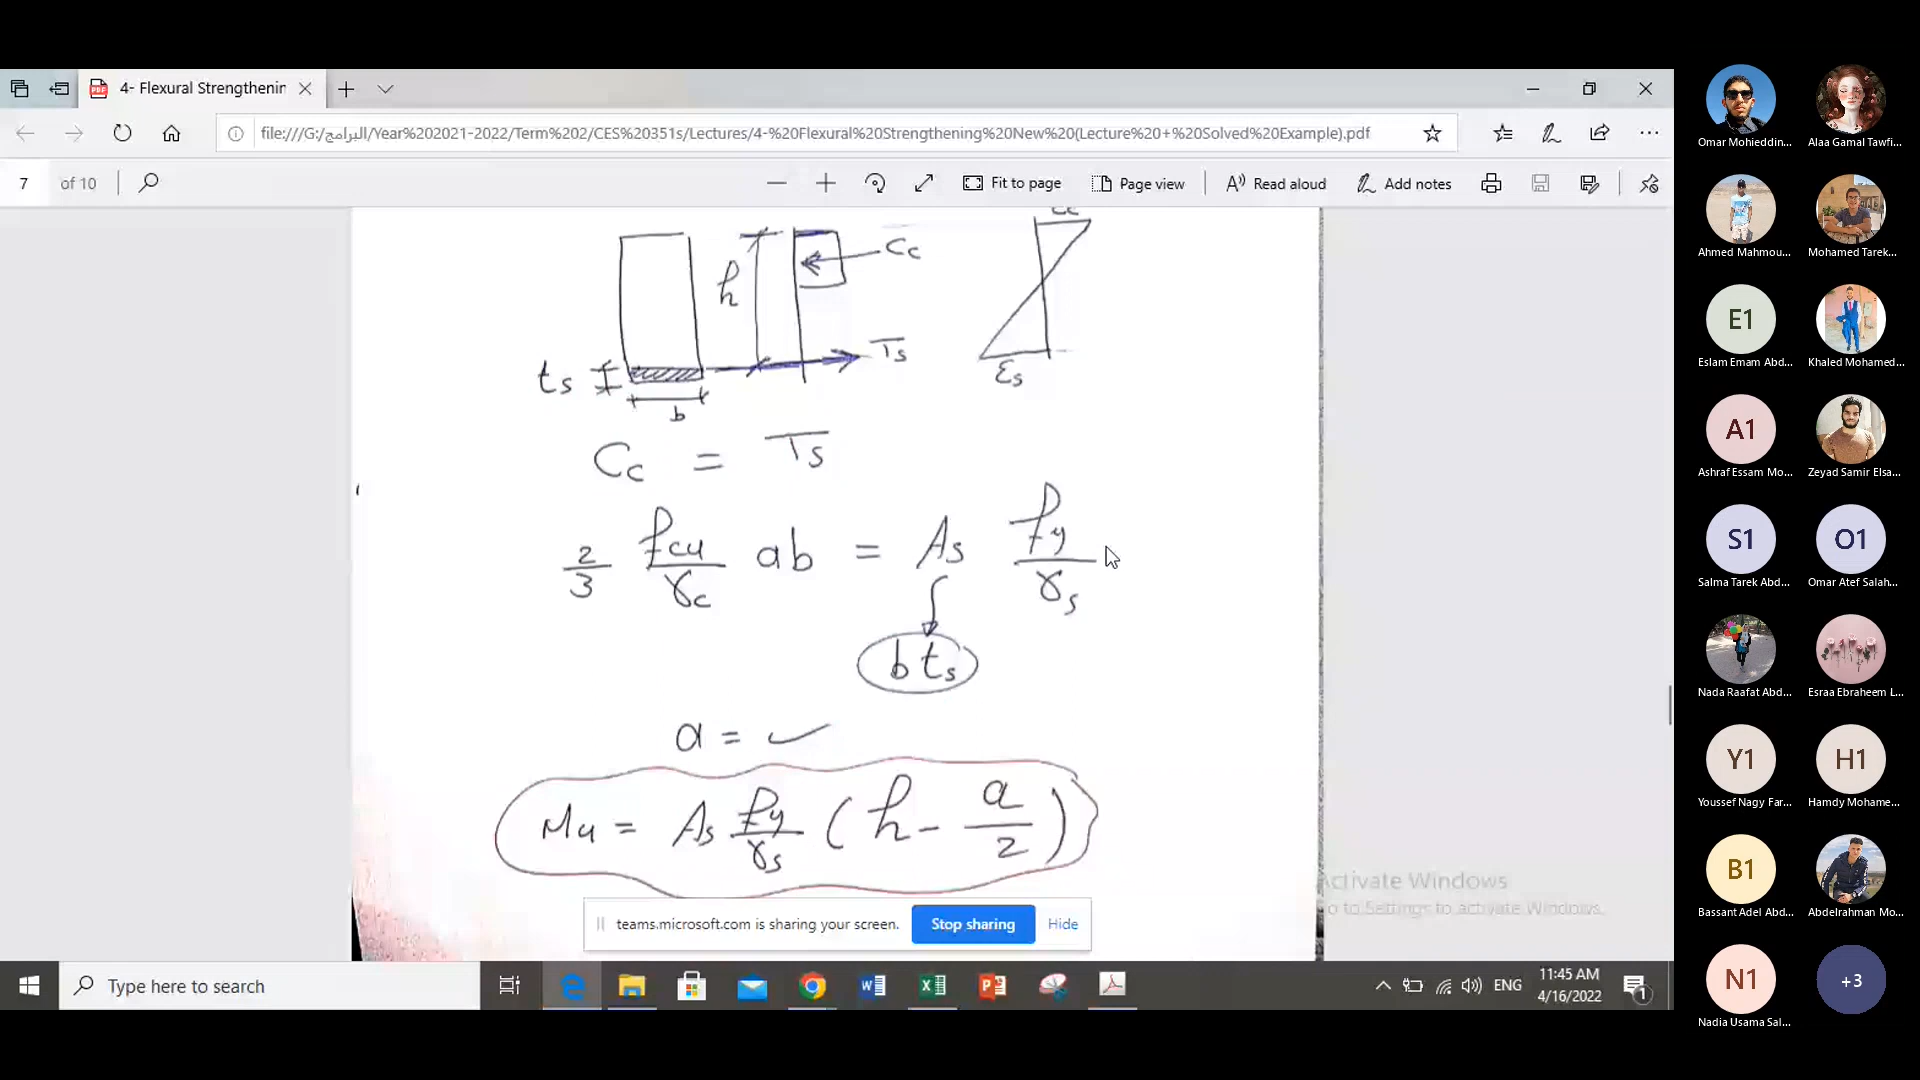 4- Flexural Strengthenin
file:///G:/البرامج/Year%202021-2022/Term%202/CES%20351s/Lectures/4-%20Flexural%20Strengthening%20New%20(Lecture%20+%20Solved%20Example).pdf
7 of 10
Fit to page
Page view
Read aloud
Add notes
h
Cc
ts
Ts
b
εs
Cc = Ts
2/3 fcu/γc ab = As fy/γs
b ts
a = ✓
Mu = As fy/γs (h - a/2)
teams.microsoft.com is sharing your screen.
Stop sharing
Hide
Activate Windows
o to Settings to activate Windows.
Type here to search
ENG
11:45 AM
4/16/2022
1
Omar Mohieddin...
Alaa Gamal Tawfi...
Ahmed Mahmou...
Mohamed Tarek...
E1
Eslam Emam Abd...
Khaled Mohamed...
A1
Ashraf Essam Mo...
Zeyad Samir Elsa...
S1
O1
Salma Tarek Abd...
Omar Atef Salah...
Nada Raafat Abd...
Esraa Ebraheem L...
Y1
H1
Youssef Nagy Far...
Hamdy Mohame...
B1
Bassant Adel Abd...
Abdelrahman Mo...
N1
+3
Nadia Usama Sal...